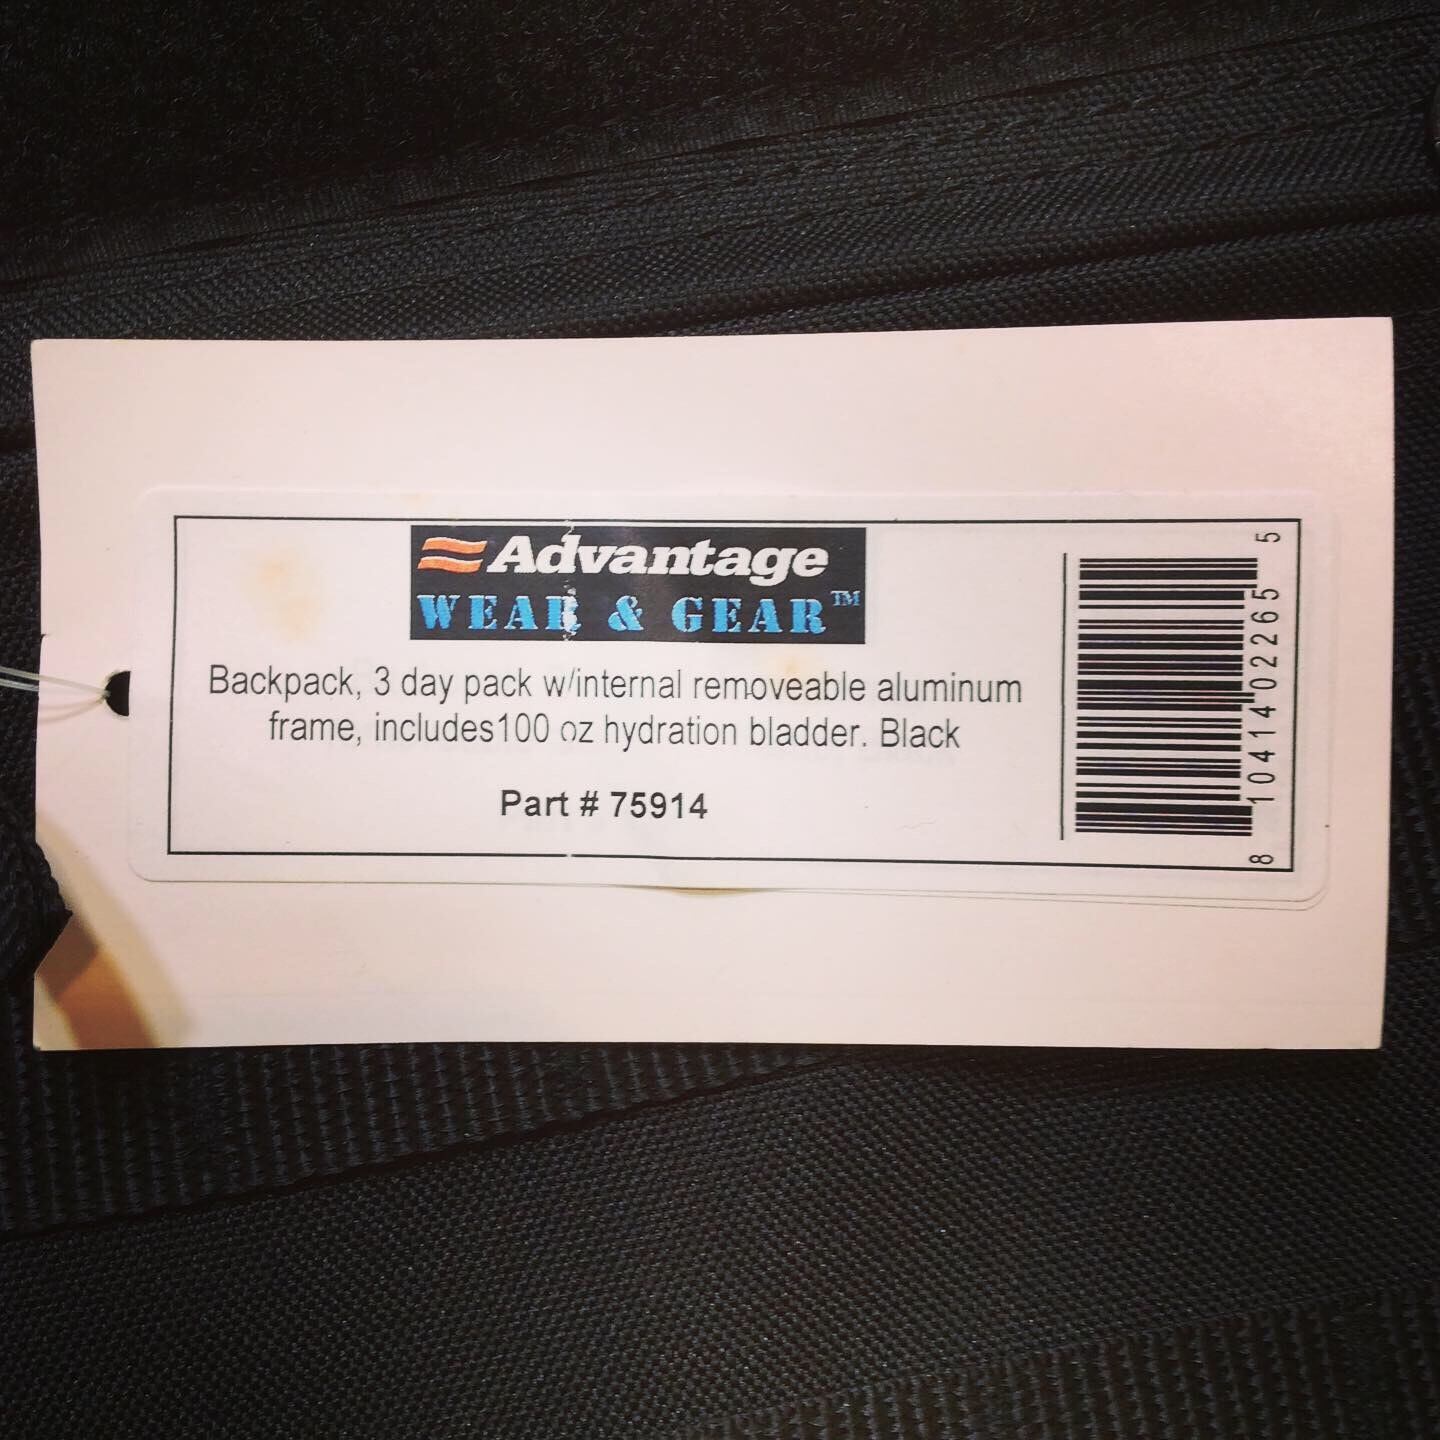 Advantage
WEAR & GEAR™
Backpack, 3 day pack w/internal removeable aluminum
frame, includes100 oz hydration bladder. Black
Part # 75914
8 10414 02265 5